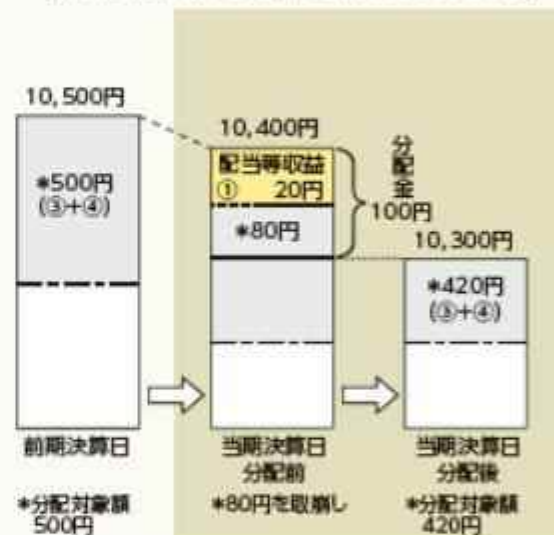 10,500円
*500円
(③+④)
前期決算日
*分配対象額
500円
10,400円
配当等収益
① 20円
*80円
分配金
100円
当期決算日
分配前
*80円を取崩し
10,300円
*420円
(③+④)
当期決算日
分配後
*分配対象額
420円